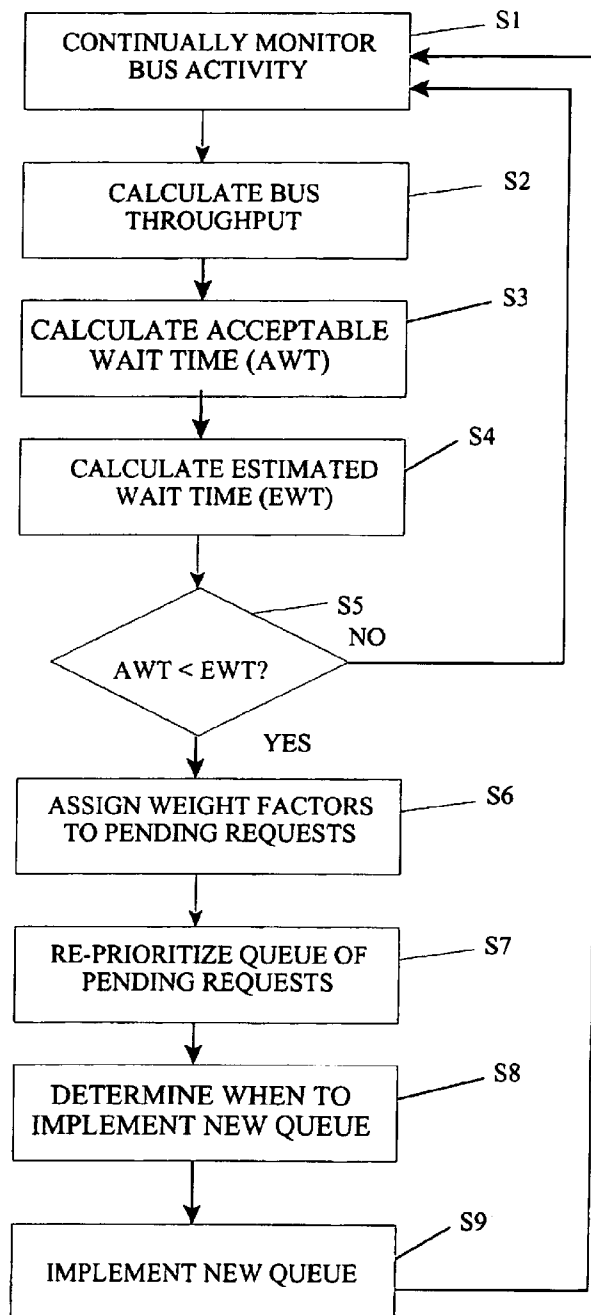 CONTINUALLY MONITOR
BUS ACTIVITY
S1
CALCULATE BUS
THROUGHPUT
S2
CALCULATE ACCEPTABLE
WAIT TIME (AWT)
S3
CALCULATE ESTIMATED
WAIT TIME (EWT)
S4
AWT < EWT?
S5
NO
YES
ASSIGN WEIGHT FACTORS
TO PENDING REQUESTS
S6
RE-PRIORITIZE QUEUE OF
PENDING REQUESTS
S7
DETERMINE WHEN TO
IMPLEMENT NEW QUEUE
S8
IMPLEMENT NEW QUEUE
S9